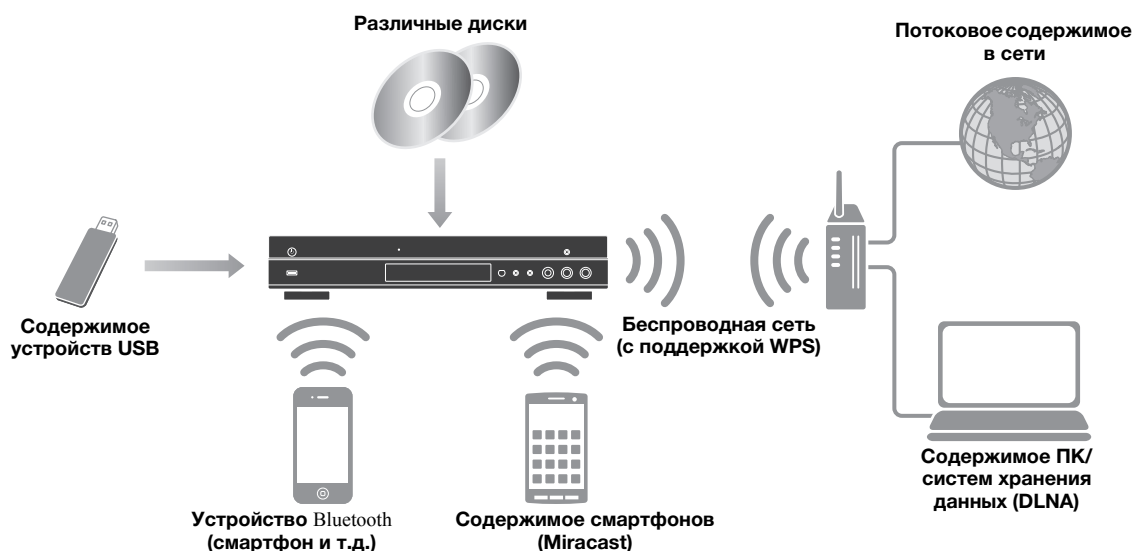 Различные диски
Потоковое содержимое
в сети
Содержимое
устройств USB
Беспроводная сеть
(с поддержкой WPS)
Содержимое ПК/
систем хранения
данных (DLNA)
Устройство Bluetooth
(смартфон и т.д.)
Содержимое смартфонов
(Miracast)